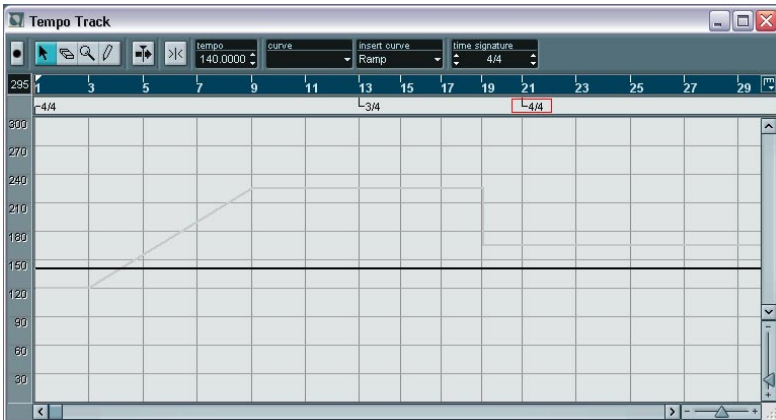 Tempo Track
tempo
140.0000
curve
insert curve
Ramp
time signature
4/4
295
1 3 5 7 9 11 13 15 17 19 21 23 25 27 29
4/4 3/4 4/4
300
270
240
210
180
150
120
90
60
30